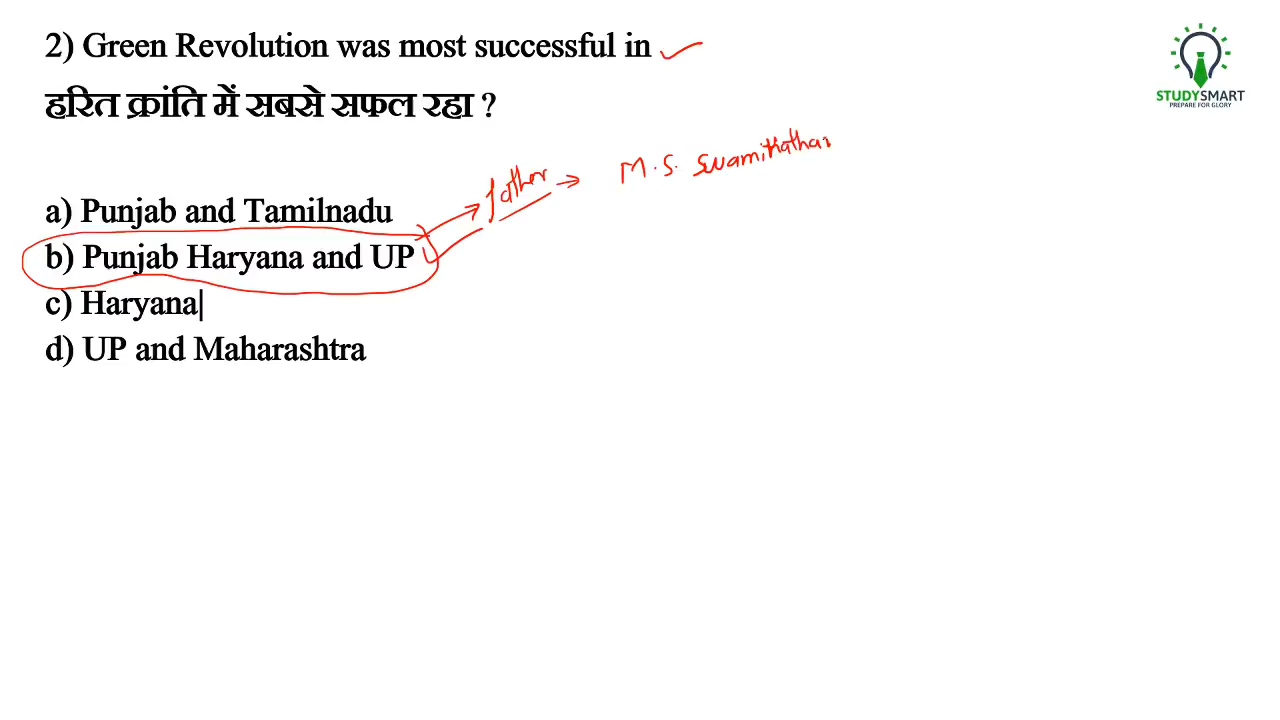 2) Green Revolution was most successful in
हरित क्रांति में सबसे सफल रहा ?
STUDYSMART
PREPARE FOR GLORY
father → M.S. Swaminathan
a) Punjab and Tamilnadu
b) Punjab Haryana and UP
c) Haryana|
d) UP and Maharashtra